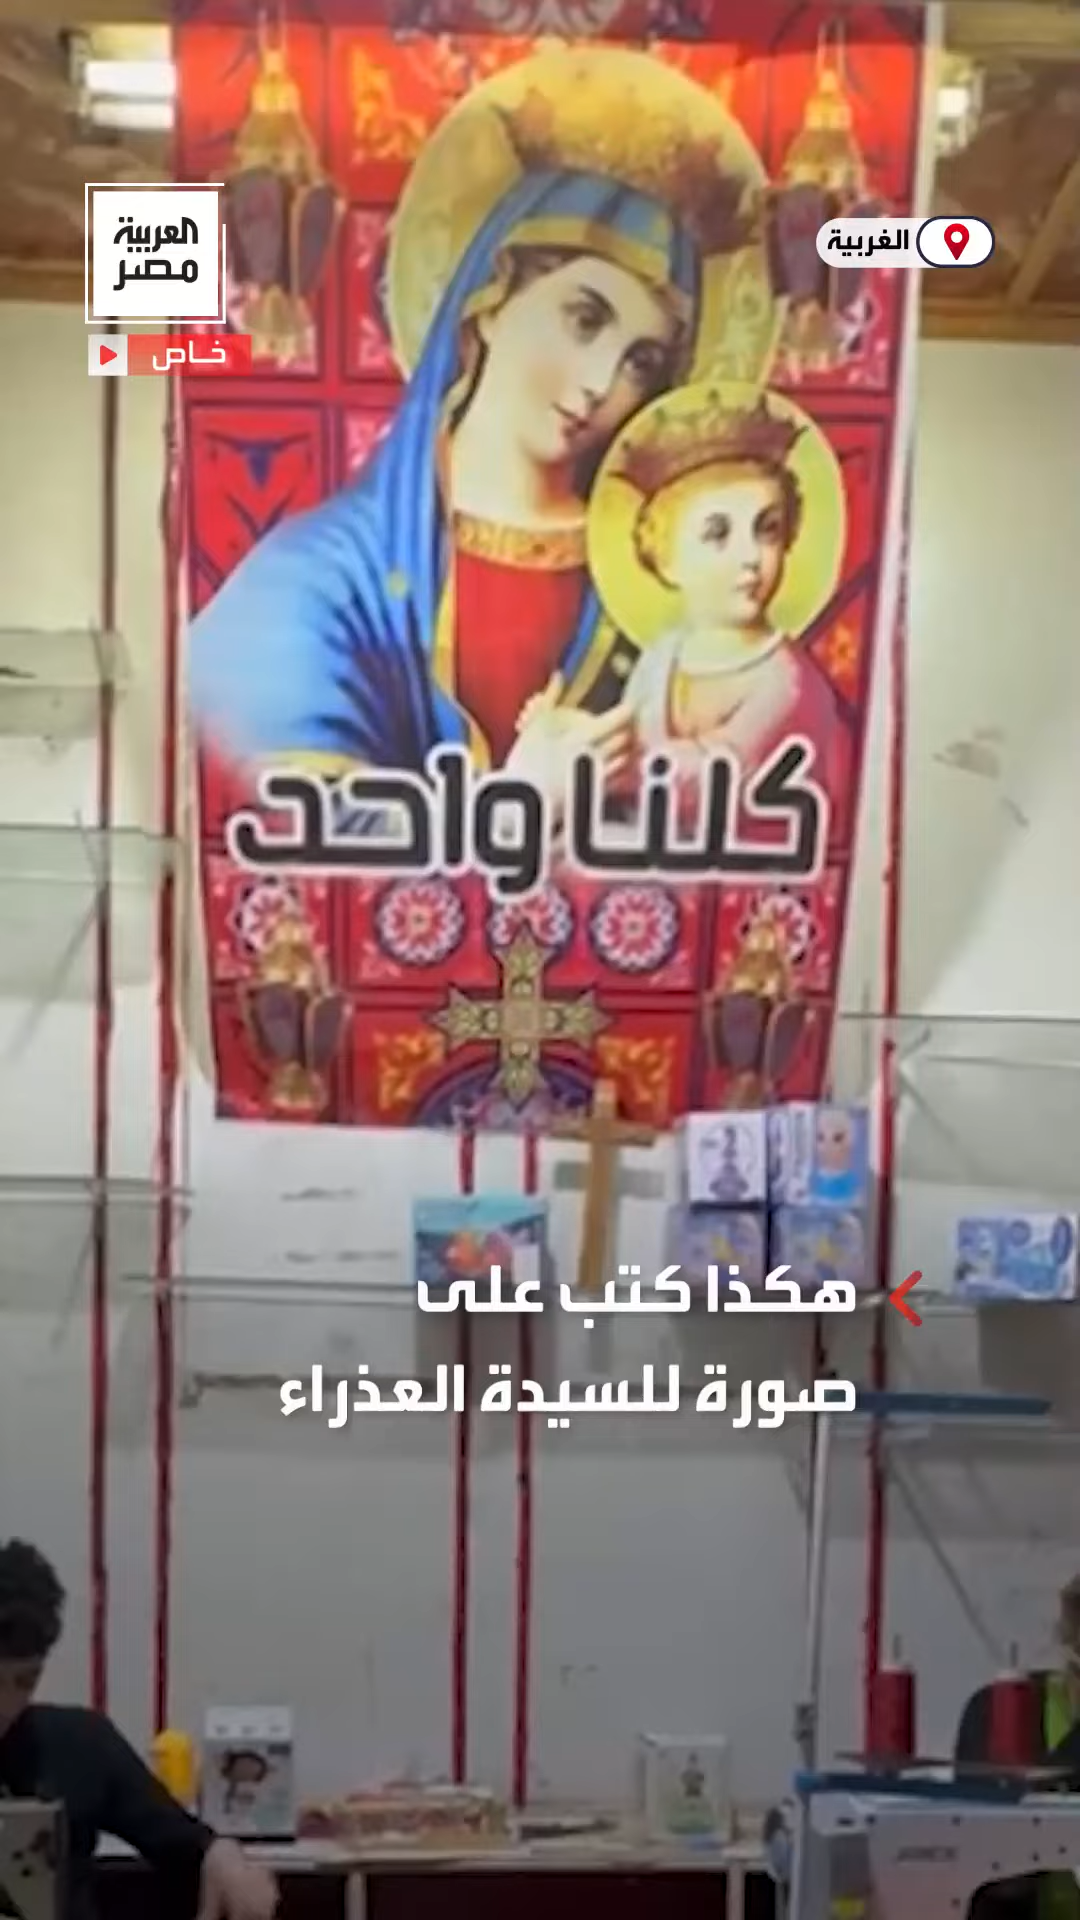 العربية
مصر
خاص
الغربية
كلنا واحد
هكذا كتب على
صورة للسيدة العذراء